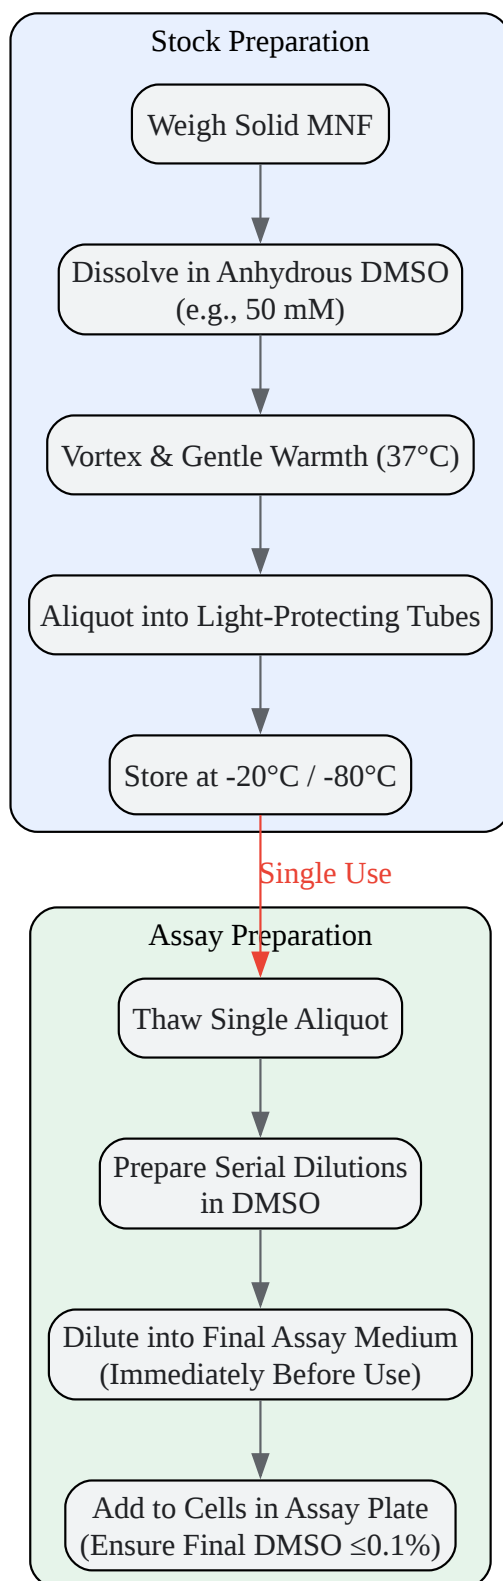 Stock Preparation
Weigh Solid MNF
Dissolve in Anhydrous DMSO
(e.g., 50 mM)
Vortex & Gentle Warmth (37°C)
Aliquot into Light-Protecting Tubes
Store at -20°C / -80°C
Single Use
Assay Preparation
Thaw Single Aliquot
Prepare Serial Dilutions
in DMSO
Dilute into Final Assay Medium
(Immediately Before Use)
Add to Cells in Assay Plate
(Ensure Final DMSO ≤0.1%)